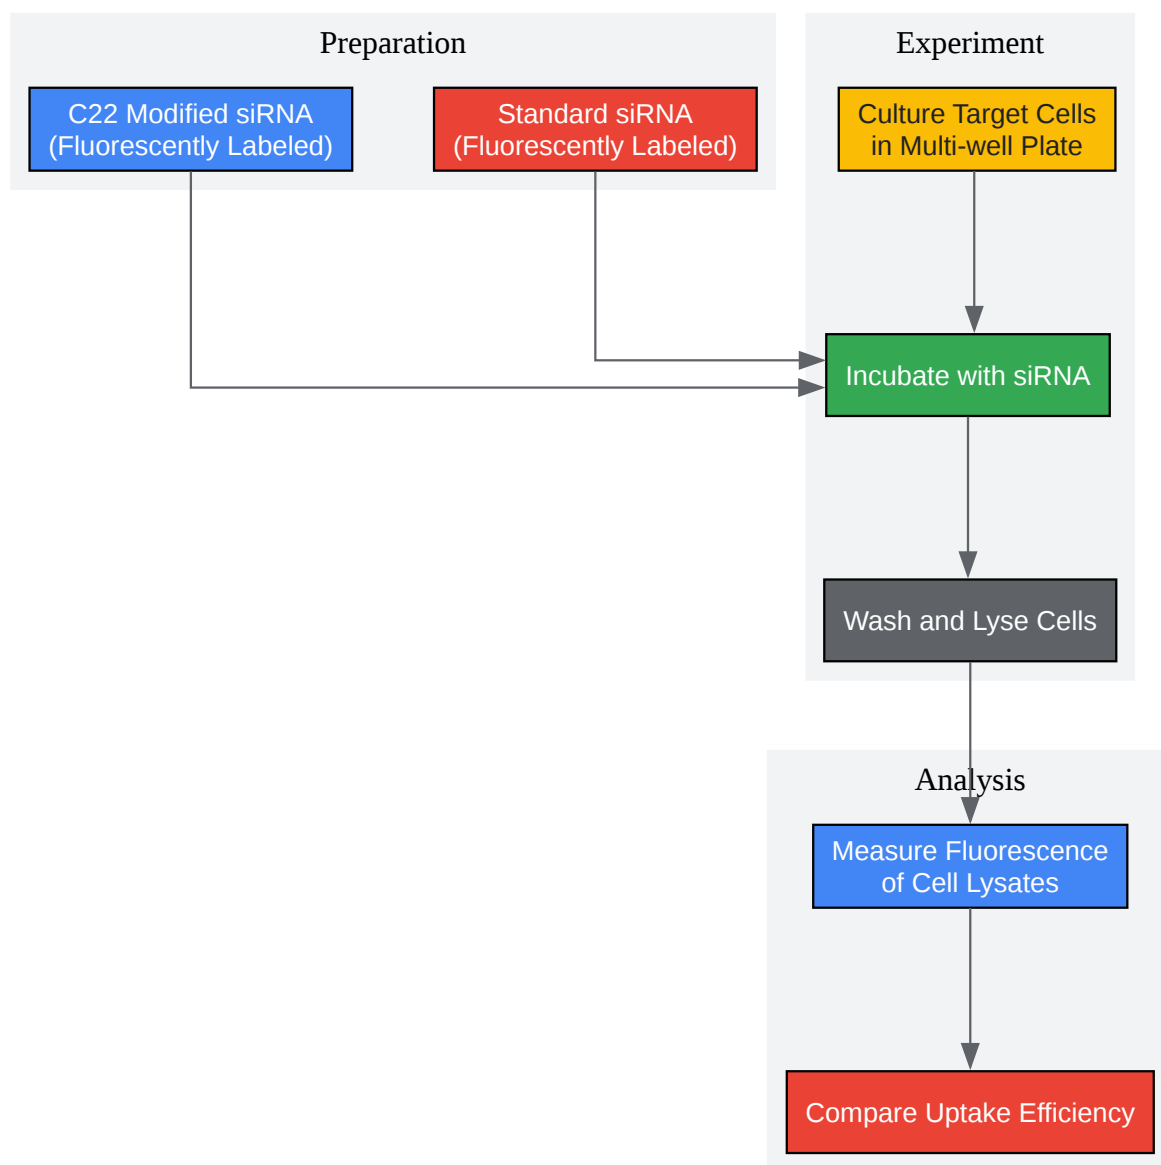 Preparation
C22 Modified siRNA
(Fluorescently Labeled)
Standard siRNA
(Fluorescently Labeled)
Experiment
Culture Target Cells
in Multi-well Plate
Incubate with siRNA
Wash and Lyse Cells
Analysis
Measure Fluorescence
of Cell Lysates
Compare Uptake Efficiency